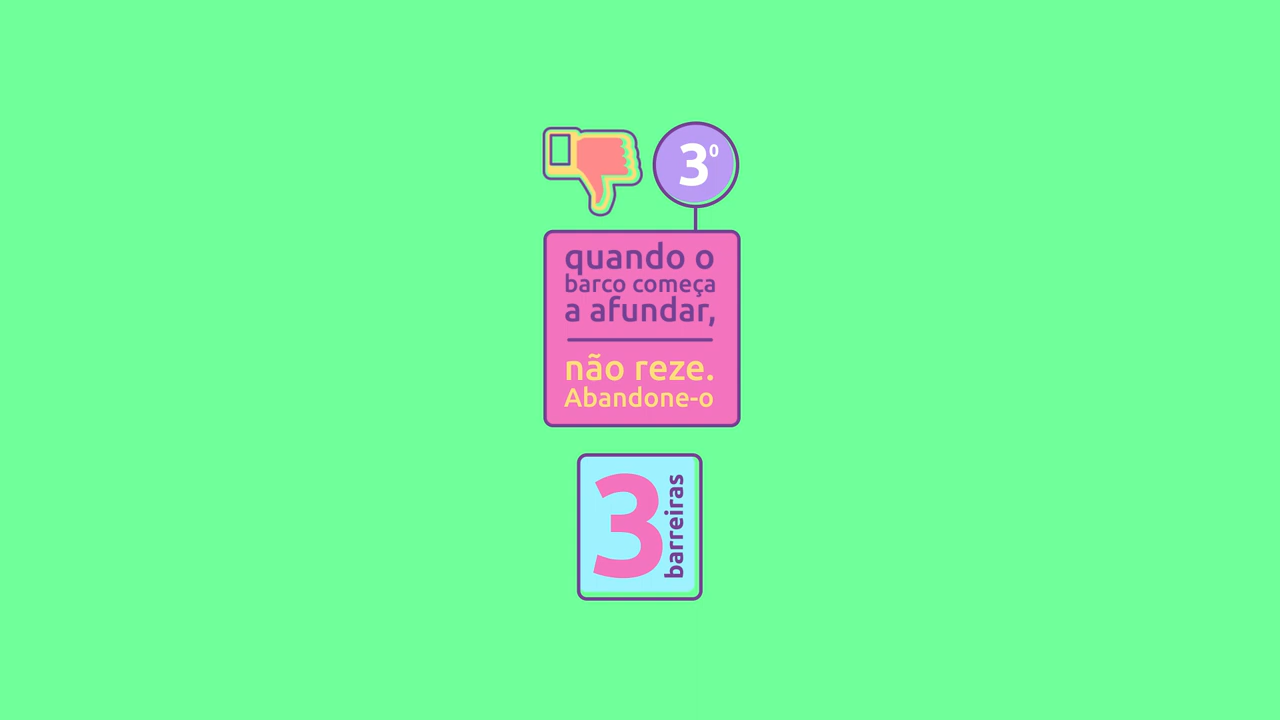 3º
quando o
barco começa
a afundar,
não reze.
Abandone-o
3
barreiras